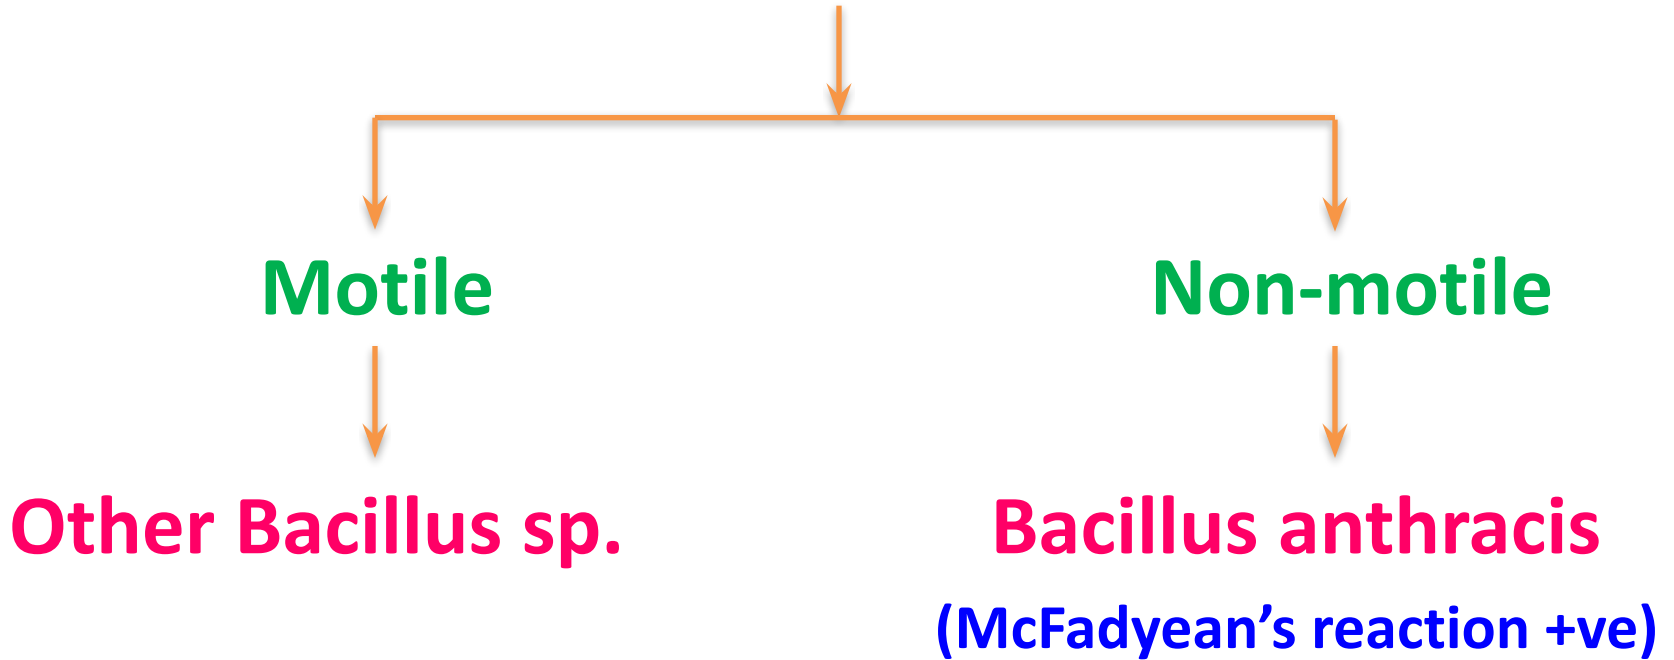 Motile
Non-motile
Other Bacillus sp.
Bacillus anthracis
(McFadyean’s reaction +ve)